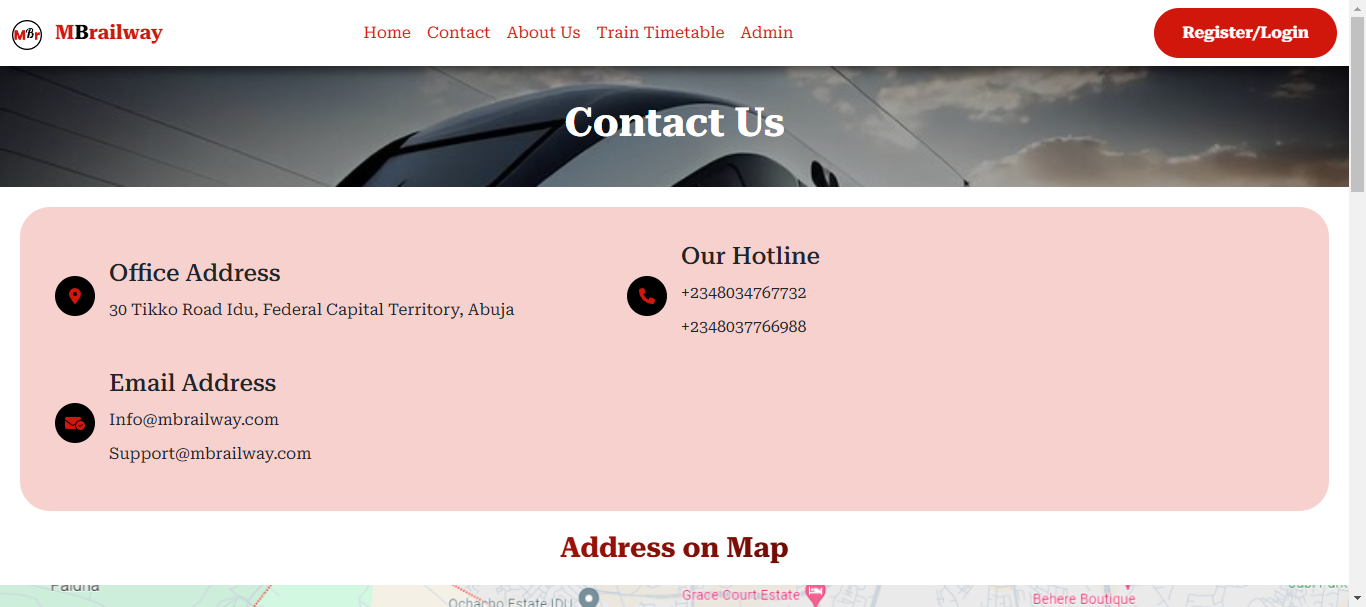 MBr MBrailway Home Contact About Us Train Timetable Admin Register/Login
Contact Us
Office Address
30 Tikko Road Idu, Federal Capital Territory, Abuja
Our Hotline
+2348034767732
+2348037766988
Email Address
Info@mbrailway.com
Support@mbrailway.com
Address on Map
Paduna
Ochacho Estate IDU
Grace Court Estate
Behere Boutique